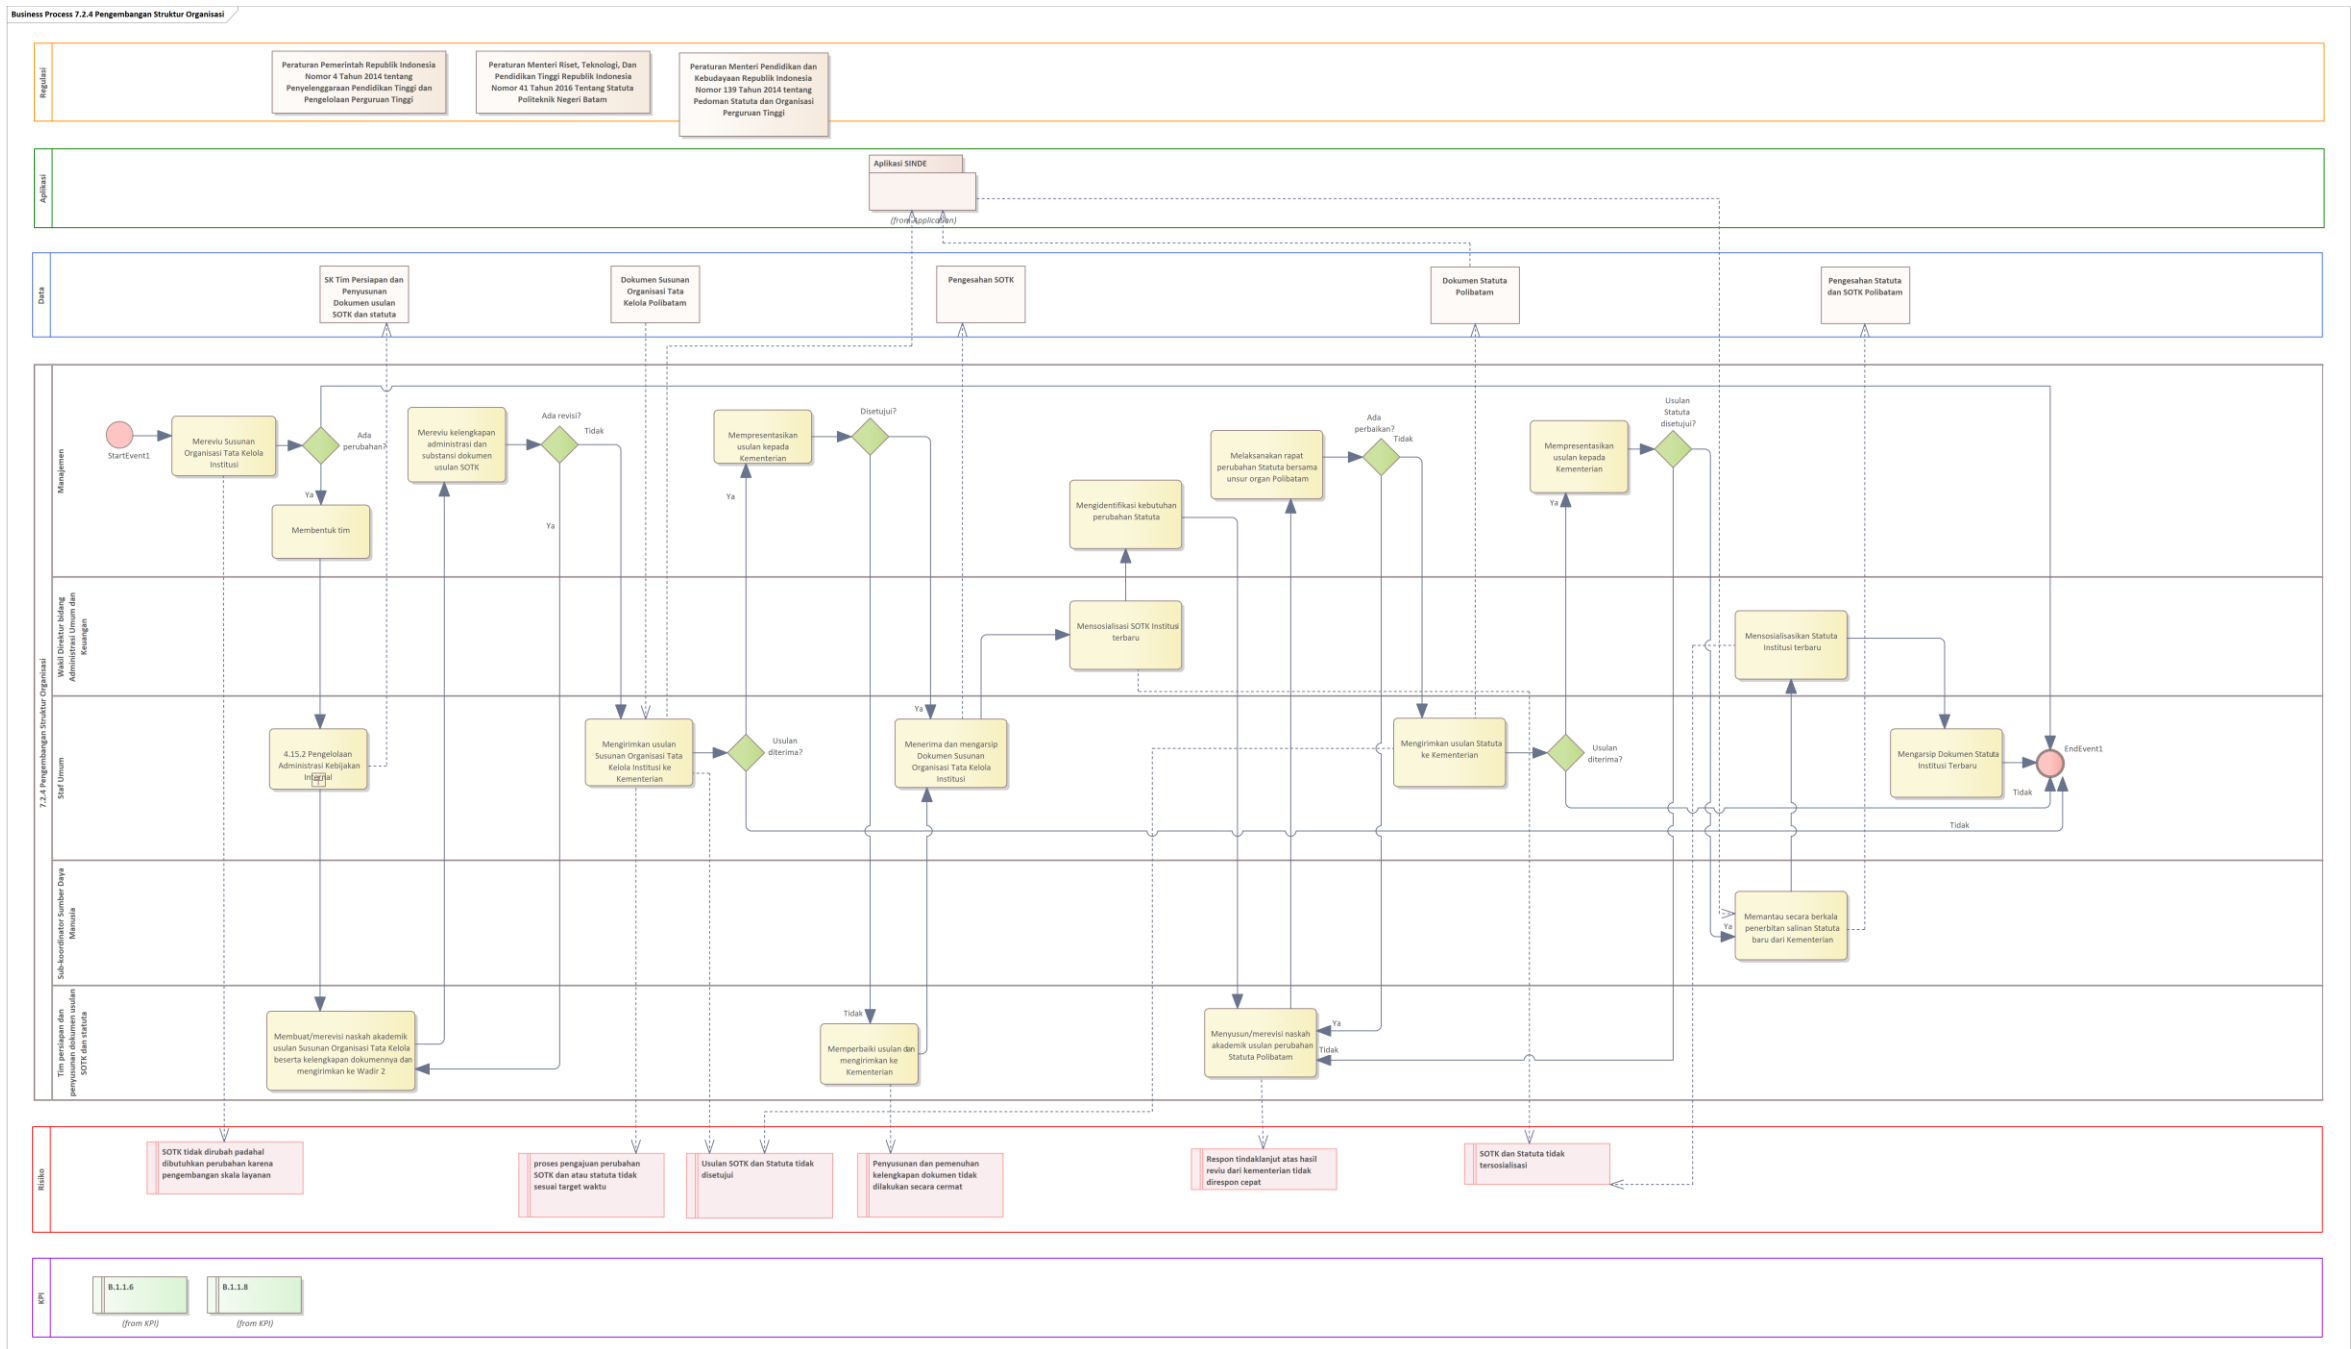 Business Process 7.2.4 Pengembangan Struktur Organisasi
Regulasi
Peraturan Pemerintah Republik Indonesia
Nomor 4 Tahun 2014 tentang
Penyelenggaraan Pendidikan Tinggi dan
Pengelolaan Perguruan Tinggi
Peraturan Menteri Riset, Teknologi, Dan
Pendidikan Tinggi Republik Indonesia
Nomor 41 Tahun 2016 Tentang Statuta
Politeknik Negeri Batam
Peraturan Menteri Pendidikan dan
Kebudayaan Republik Indonesia
Nomor 139 Tahun 2014 tentang
Pedoman Statuta dan Organisasi
Perguruan Tinggi
Aplikasi
Aplikasi SINDE
(from Application)
Data
SK Tim Persiapan dan
Penyusunan
Dokumen usulan
SOTK dan statuta
Dokumen Susunan
Organisasi Tata
Kelola Polibatam
Pengesahan SOTK
Dokumen Statuta
Polibatam
Pengesahan Statuta
dan SOTK Polibatam
7.2.4 Pengembangan Struktur Organisasi
Manajemen
StartEvent1
Mereviu Susunan
Organisasi Tata Kelola
Institusi
Ada
perubahan?
Ya
Membentuk tim
Mereviu kelengkapan
administrasi dan
substansi dokumen
usulan SOTK
Ada revisi?
Tidak
Ya
Mempresentasikan
usulan kepada
Kementerian
Ya
Disetujui?
Mengidentifikasi kebutuhan
perubahan Statuta
Melaksanakan rapat
perubahan Statuta bersama
unsur organ Polibatam
Ada
perbaikan?
Tidak
Mempresentasikan
usulan kepada
Kementerian
Ya
Usulan
Statuta
disetujui?
Wakil Direktur bidang
Administrasi Umum dan
Keuangan
Mensosialisasi SOTK Institusi
terbaru
Mensosialisasikan Statuta
Institusi terbaru
Staf Umum
4.15.2 Pengelolaan
Administrasi Kebijakan
Internal
Mengirimkan usulan
Susunan Organisasi Tata
Kelola Institusi ke
Kementerian
Usulan
diterima?
Ya
Menerima dan mengarsip
Dokumen Susunan
Organisasi Tata Kelola
Institusi
Mengirimkan usulan Statuta
ke Kementerian
Usulan
diterima?
Mengarsip Dokumen Statuta
Institusi Terbaru
EndEvent1
Tidak
Tidak
Sub-koordinator Sumber Daya
Manusia
Memantau secara berkala
penerbitan salinan Statuta
baru dari Kementerian
Ya
Tim persiapan dan
penyusunan dokumen usulan
SOTK dan statuta
Membuat/merevisi naskah akademik
usulan Susunan Organisasi Tata Kelola
beserta kelengkapan dokumennya dan
mengirimkan ke Wadir 2
Tidak
Memperbaiki usulan dan
mengirimkan ke
Kementerian
Menyusun/merevisi naskah
akademik usulan perubahan
Statuta Polibatam
Ya
Tidak
Risiko
SOTK tidak dirubah padahal
dibutuhkan perubahan karena
pengembangan skala layanan
proses pengajuan perubahan
SOTK dan atau statuta tidak
sesuai target waktu
Usulan SOTK dan Statuta tidak
disetujui
Penyusunan dan pemenuhan
kelengkapan dokumen tidak
dilakukan secara cermat
Respon tindaklanjut atas hasil
reviu dari kementerian tidak
direspon cepat
SOTK dan Statuta tidak
tersosialisasi
KPI
B.1.1.6
(from KPI)
B.1.1.8
(from KPI)